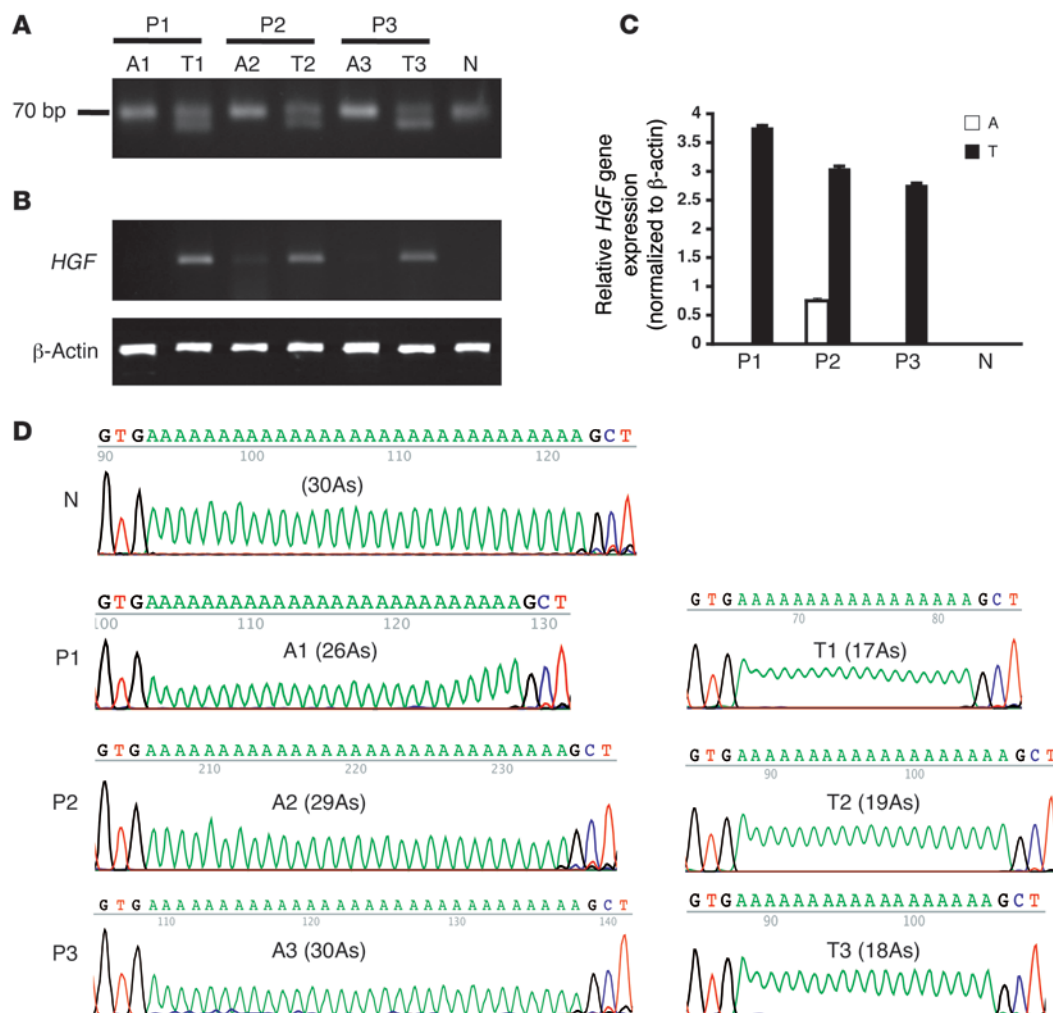 A
P1 P2 P3
A1 T1 A2 T2 A3 T3 N
70 bp
B
HGF
β-Actin
C
Relative HGF gene
expression
(normalized to β-actin)
4
3.5
3
2.5
2
1.5
1
0.5
0
A
T
P1 P2 P3 N
D
GTGAAAAAAAAAAAAAAAAAAAAAAAAAAAAAAGCT
90 100 110 120
N
(30As)
GTGAAAAAAAAAAAAAAAAAAAAAAAAAAGCT
100 110 120 130
P1
A1 (26As)
GTGAAAAAAAAAAAAAAAAAGCT
70 80
T1 (17As)
GTGAAAAAAAAAAAAAAAAAAAAAAAAAAAAAGCT
210 220 230
P2
A2 (29As)
GTGAAAAAAAAAAAAAAAAAAAGCT
90 100
T2 (19As)
GTGAAAAAAAAAAAAAAAAAAAAAAAAAAAAAAGCT
110 120 130 140
P3
A3 (30As)
GTGAAAAAAAAAAAAAAAAAAGCT
90 100
T3 (18As)